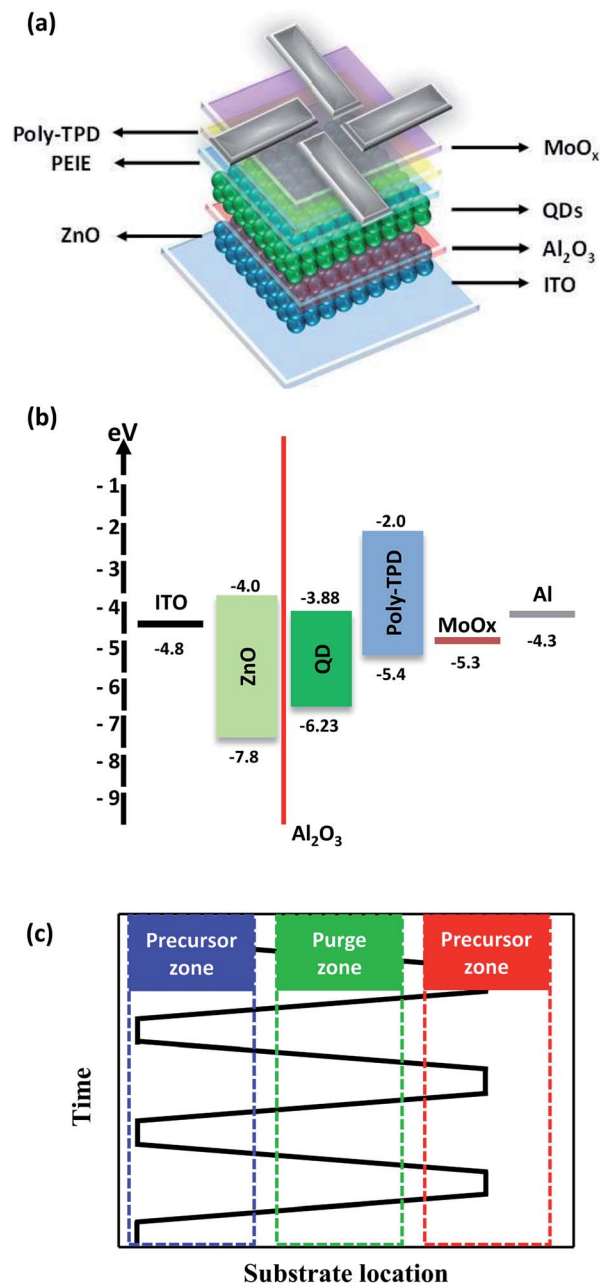 (a)
Poly-TPD
PEIE
ZnO
MoOₓ
QDs
Al₂O₃
ITO
(b)
eV
- 1
- 2
- 3
- 4
- 5
- 6
- 7
- 8
- 9
ITO
-4.8
-4.0
ZnO
-7.8
Al₂O₃
-3.88
QD
-6.23
-2.0
Poly-TPD
-5.4
MoOx
-5.3
Al
-4.3
(c)
Precursor
zone
Purge
zone
Precursor
zone
Time
Substrate location